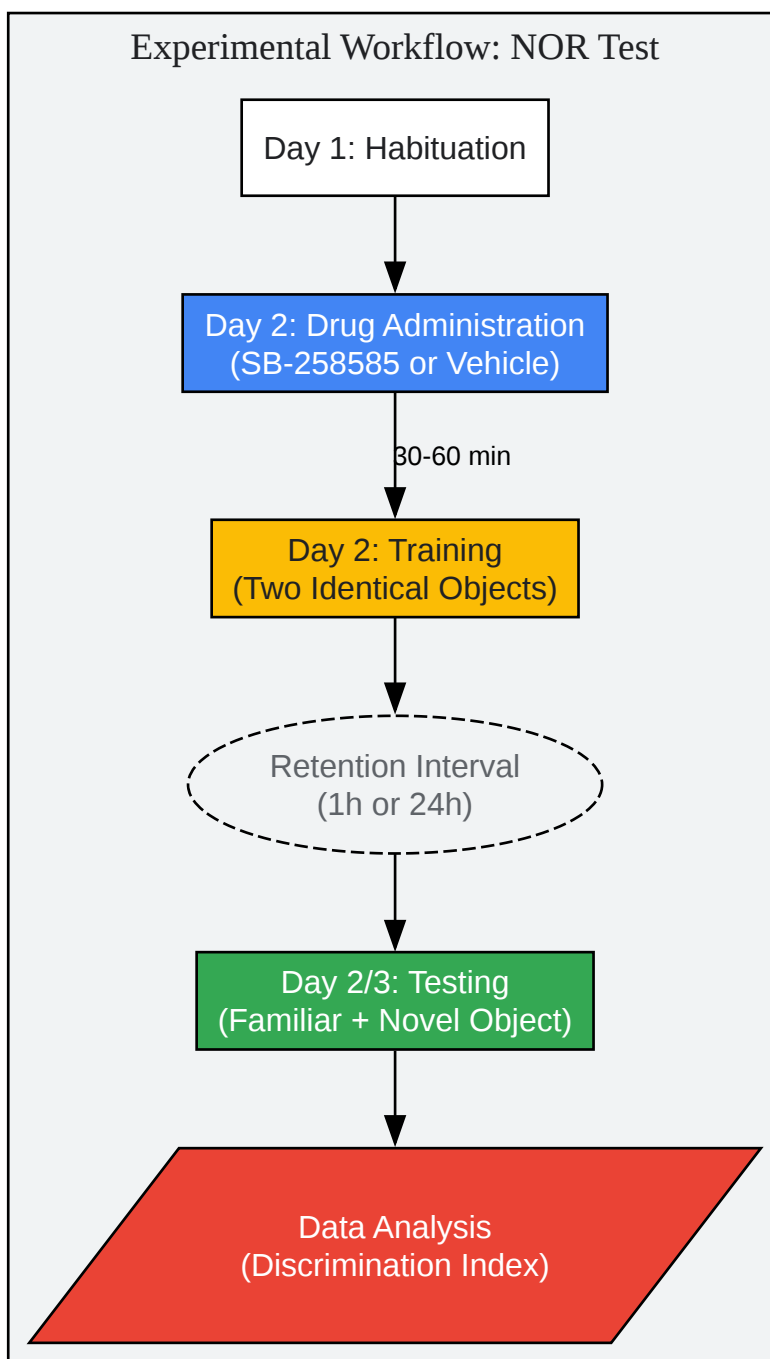 Experimental Workflow: NOR Test
Day 1: Habituation
Day 2: Drug Administration
(SB-258585 or Vehicle)
30-60 min
Day 2: Training
(Two Identical Objects)
Retention Interval
(1h or 24h)
Day 2/3: Testing
(Familiar + Novel Object)
Data Analysis
(Discrimination Index)